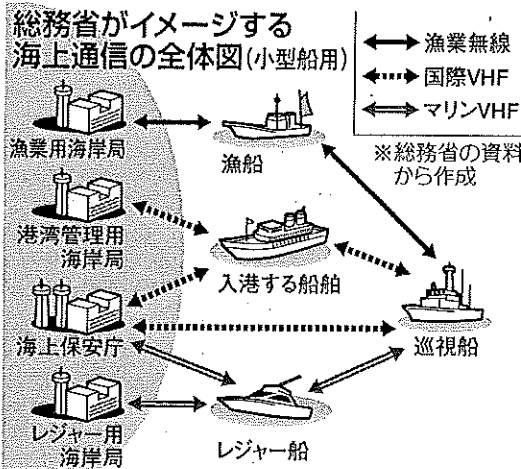 総務省がイメージする
海上通信の全体図(小型船用)
漁業無線
国際VHF
マリンVHF
※総務省の資料
から作成
漁業用海岸局
漁船
港湾管理用
海岸局
入港する船舶
海上保安庁
巡視船
レジャー用
海岸局
レジャー船